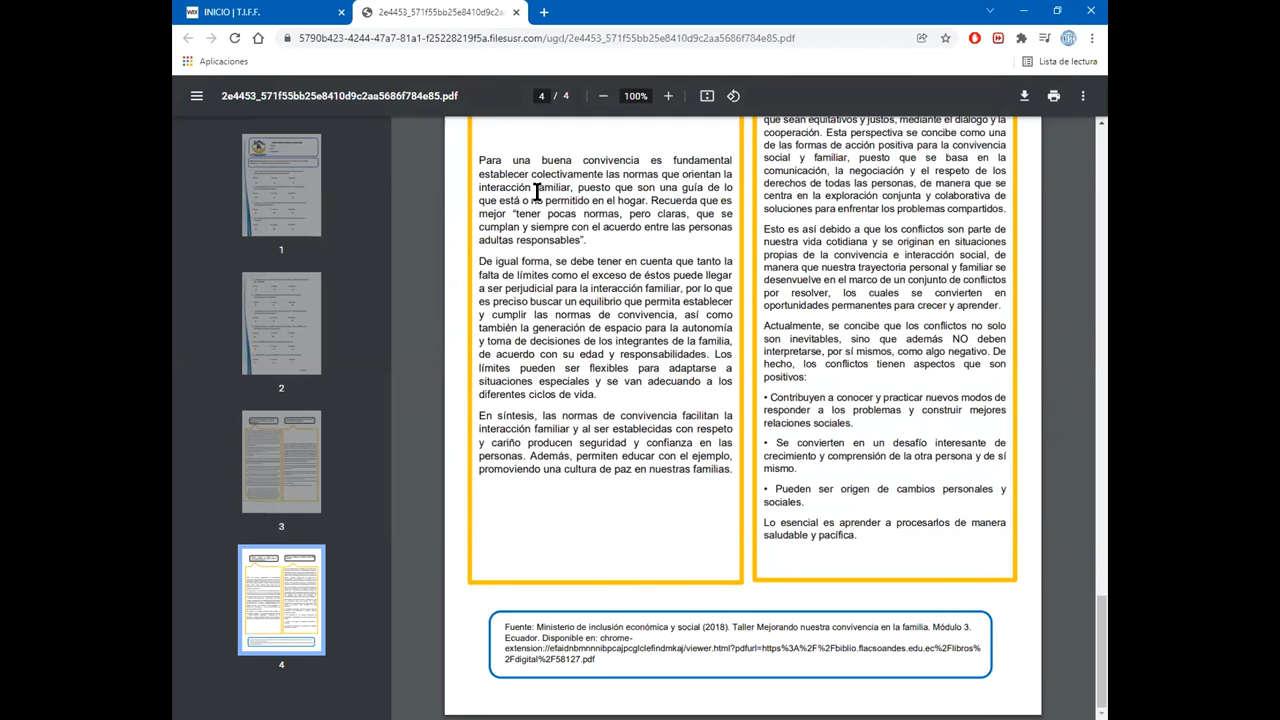 INICIO | T.I.F.F.
2e4453_571f55bb25e8410d9c2aa5
5790b423-4244-47a7-81a1-f25228219f5a.filesusr.com/ugd/2e4453_571f55bb25e8410d9c2aa5686f784e85.pdf
Aplicaciones
Lista de lectura
2e4453_571f55bb25e8410d9c2aa5686f784e85.pdf
4 / 4
100%
1
2
3
4
Para una buena convivencia es fundamental
establecer colectivamente las normas que orientan la
interacción familiar, puesto que son una guía de lo
que está o no permitido en el hogar. Recuerda que es
mejor “tener pocas normas, pero claras, que se
cumplan y siempre con el acuerdo entre las personas
adultas responsables”.
De igual forma, se debe tener en cuenta que tanto la
falta de límites como el exceso de éstos puede llegar
a ser perjudicial para la interacción familiar, por lo que
es preciso buscar un equilibrio que permita establecer
y cumplir las normas de convivencia, así como
también la generación de espacio para la autonomía
y toma de decisiones de los integrantes de la familia,
de acuerdo con su edad y responsabilidades. Los
límites pueden ser flexibles para adaptarse a
situaciones especiales y se van adecuando a los
diferentes ciclos de vida.
En síntesis, las normas de convivencia facilitan la
interacción familiar y al ser establecidas con respeto
y cariño producen seguridad y confianza en las
personas. Además, permiten educar con el ejemplo,
promoviendo una cultura de paz en nuestras familias.
que sean equitativos y justos, mediante el diálogo y la
cooperación. Esta perspectiva se concibe como una
de las formas de acción positiva para la convivencia
social y familiar, puesto que se basa en la
comunicación, la negociación y el respeto de los
derechos de todas las personas, de manera que se
centra en la exploración conjunta y colaborativa de
soluciones para enfrentar los problemas compartidos.
Esto es así debido a que los conflictos son parte de
nuestra vida cotidiana y se originan en situaciones
propias de la convivencia e interacción social, de
manera que nuestra trayectoria personal y familiar se
desenvuelve en el marco de un conjunto de conflictos
por resolver, los cuales se convierten en
oportunidades permanentes para crecer y aprender.
Actualmente, se concibe que los conflictos no solo
son inevitables, sino que además NO deben
interpretarse, por sí mismos, como algo negativo. De
hecho, los conflictos tienen aspectos que son
positivos:
• Contribuyen a conocer y practicar nuevos modos de
responder a los problemas y construir mejores
relaciones sociales.
• Se convierten en un desafío interesante de
crecimiento y comprensión de la otra persona y de sí
mismo.
• Pueden ser origen de cambios personales y
sociales.
Lo esencial es aprender a procesarlos de manera
saludable y pacífica.
Fuente: Ministerio de inclusión económica y social (2018). Taller Mejorando nuestra convivencia en la familia. Módulo 3.
Ecuador. Disponible en: chrome-
extension://efaidnbmnnnibpcajpcglclefindmkaj/viewer.html?pdfurl=https%3A%2F%2Fbiblio.flacsoandes.edu.ec%2Flibros%
2Fdigital%2F58127.pdf